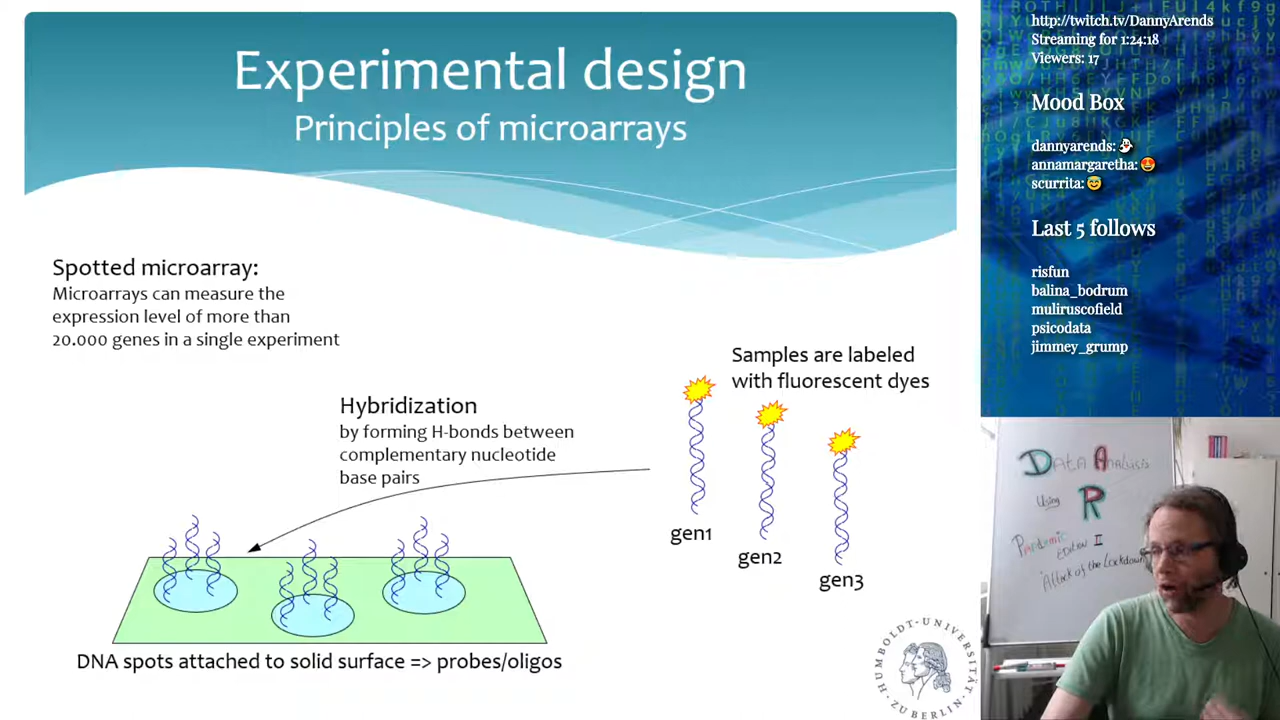 Experimental design
Principles of microarrays
Spotted microarray:
Microarrays can measure the
expression level of more than
20.000 genes in a single experiment
Samples are labeled
with fluorescent dyes
Hybridization
by forming H-bonds between
complementary nucleotide
base pairs
gen1
gen2
gen3
DNA spots attached to solid surface => probes/oligos
HUMBOLDT-UNIVERSITÄT
ZU BERLIN
http://twitch.tv/DannyArends
Streaming for 1:24:18
Viewers: 17
Mood Box
dannyarends: 👻
annamargaretha: 😍
scurrita: 😇
Last 5 follows
risfun
balina_bodrum
muliruscofield
psicodata
jimmey_grump
Data Analysis
Using R
Pandemic
Edition II
"Attack of the Lockdown